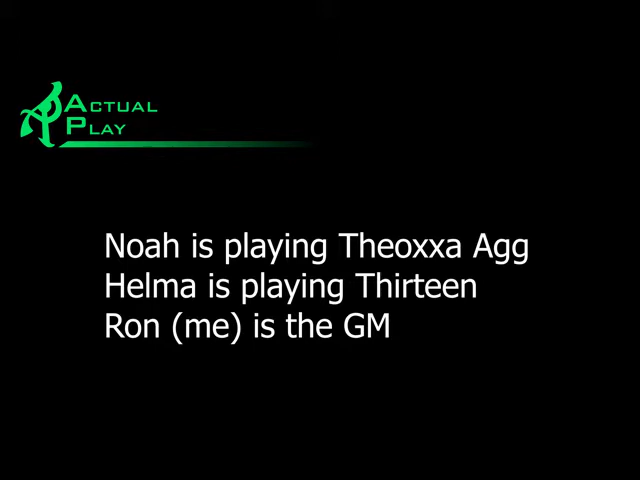 Actual
Play
Noah is playing Theoxxa Agg
Helma is playing Thirteen
Ron (me) is the GM